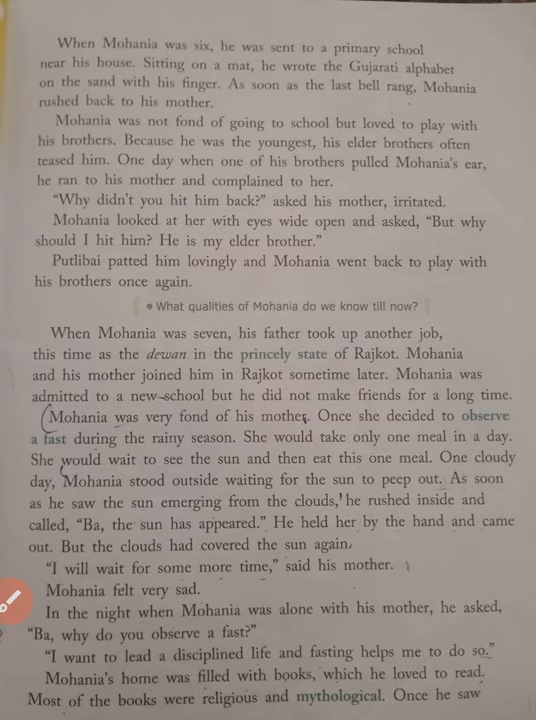 When Mohania was six, he was sent to a primary school
near his house. Sitting on a mat, he wrote the Gujarati alphabet
on the sand with his finger. As soon as the last bell rang, Mohania
rushed back to his mother.
Mohania was not fond of going to school but loved to play with
his brothers. Because he was the youngest, his elder brothers often
teased him. One day when one of his brothers pulled Mohania's ear,
he ran to his mother and complained to her.
"Why didn't you hit him back?" asked his mother, irritated.
Mohania looked at her with eyes wide open and asked, "But why
should I hit him? He is my elder brother."
Putlibai patted him lovingly and Mohania went back to play with
his brothers once again.
• What qualities of Mohania do we know till now?
When Mohania was seven, his father took up another job,
this time as the dewan in the princely state of Rajkot. Mohania
and his mother joined him in Rajkot sometime later. Mohania was
admitted to a new school but he did not make friends for a long time.
Mohania was very fond of his mother. Once she decided to observe
a fast during the rainy season. She would take only one meal in a day.
She would wait to see the sun and then eat this one meal. One cloudy
day, Mohania stood outside waiting for the sun to peep out. As soon
as he saw the sun emerging from the clouds, he rushed inside and
called, "Ba, the sun has appeared." He held her by the hand and came
out. But the clouds had covered the sun again.
"I will wait for some more time," said his mother.
Mohania felt very sad.
In the night when Mohania was alone with his mother, he asked,
"Ba, why do you observe a fast?"
"I want to lead a disciplined life and fasting helps me to do so."
Mohania's home was filled with books, which he loved to read.
Most of the books were religious and mythological. Once he saw